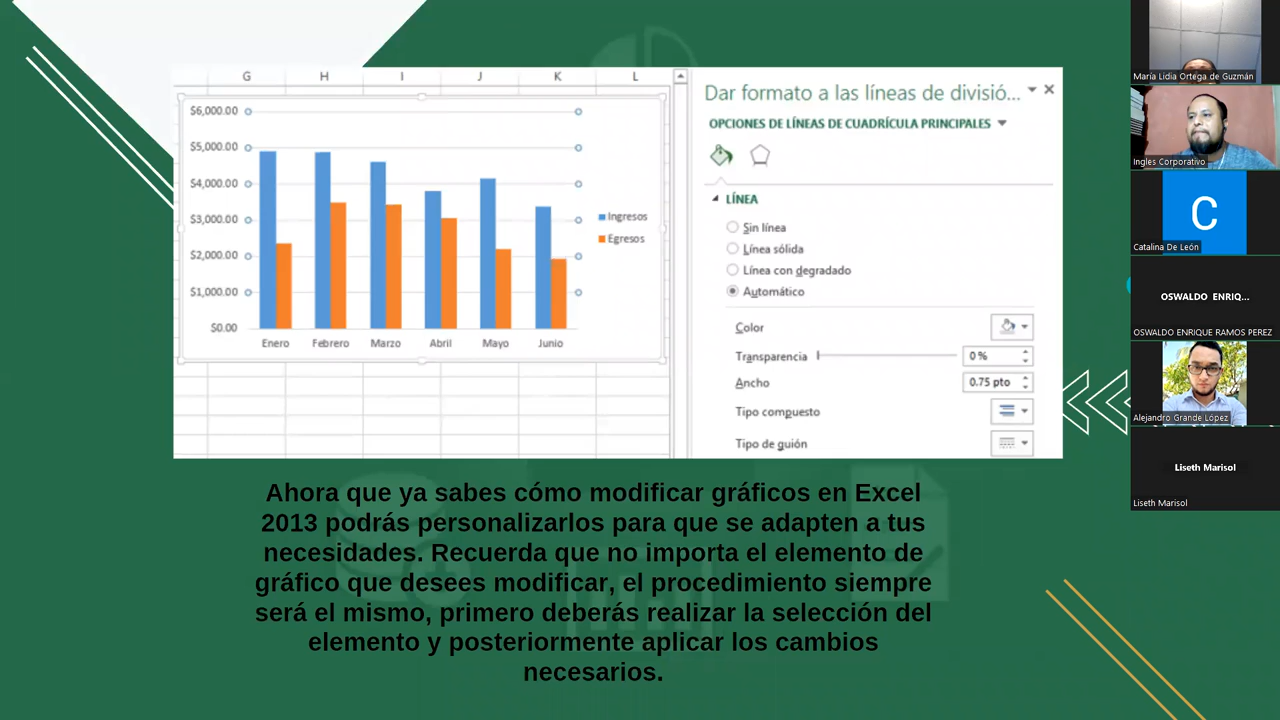 G H I J K L
$6,000.00
$5,000.00
$4,000.00
$3,000.00
$2,000.00
$1,000.00
$0.00
Enero Febrero Marzo Abril Mayo Junio
Ingresos
Egresos
Dar formato a las líneas de divisió...
OPCIONES DE LÍNEAS DE CUADRÍCULA PRINCIPALES
LÍNEA
Sin línea
Línea sólida
Línea con degradado
Automático
Color
Transparencia 0 %
Ancho 0.75 pto
Tipo compuesto
Tipo de guión
Ahora que ya sabes cómo modificar gráficos en Excel
2013 podrás personalizarlos para que se adapten a tus
necesidades. Recuerda que no importa el elemento de
gráfico que desees modificar, el procedimiento siempre
será el mismo, primero deberás realizar la selección del
elemento y posteriormente aplicar los cambios
necesarios.
María Lidia Ortega de Guzmán
Ingles Corporativo
C
Catalina De León
OSWALDO ENRIQ...
OSWALDO ENRIQUE RAMOS PEREZ
Alejandro Grande López
Liseth Marisol
Liseth Marisol